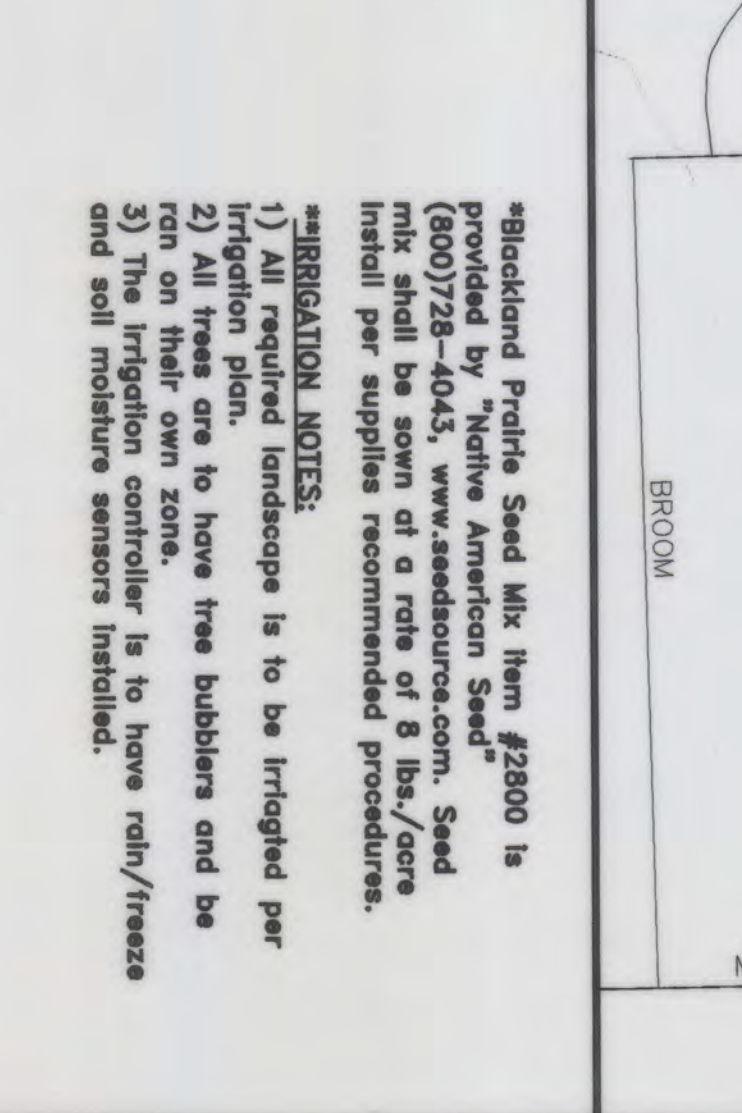 BROOM
*Blackland Prairie Seed Mix item #2800 is
provided by "Native American Seed"
(800)728-4043, www.seedsource.com. Seed
mix shall be sown at a rate of 8 lbs./acre
Install per supplies recommended procedures.
**IRRIGATION NOTES:
1) All required landscape is to be irriagted per
irrigation plan.
2) All trees are to have tree bubblers and be
ran on their own zone.
3) The irrigation controller is to have rain/freeze
and soil moisture sensors installed.